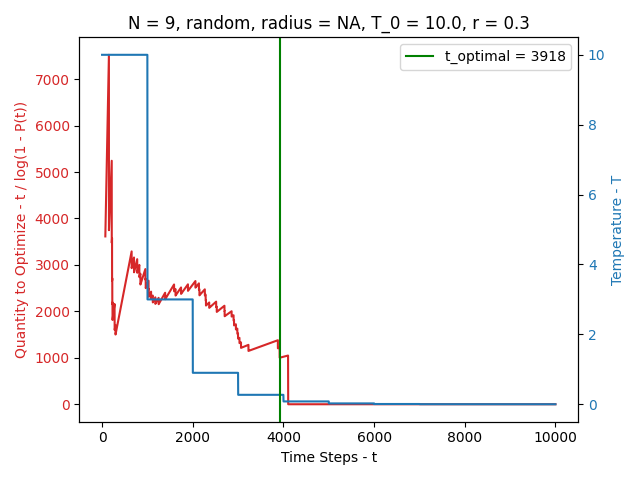 N = 9, random, radius = NA, T_0 = 10.0, r = 0.3
t_optimal = 3918
Quantity to Optimize - t / log(1 - P(t))
7000
6000
5000
4000
3000
2000
1000
0
10
8
6
4
2
0
Temperature - T
0 2000 4000 6000 8000 10000
Time Steps - t